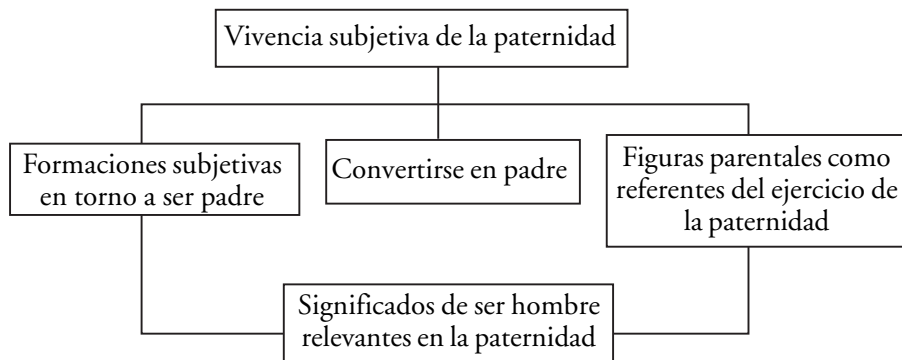 Vivencia subjetiva de la paternidad
Formaciones subjetivas
en torno a ser padre
Convertirse en padre
Figuras parentales como
referentes del ejercicio de
la paternidad
Significados de ser hombre
relevantes en la paternidad